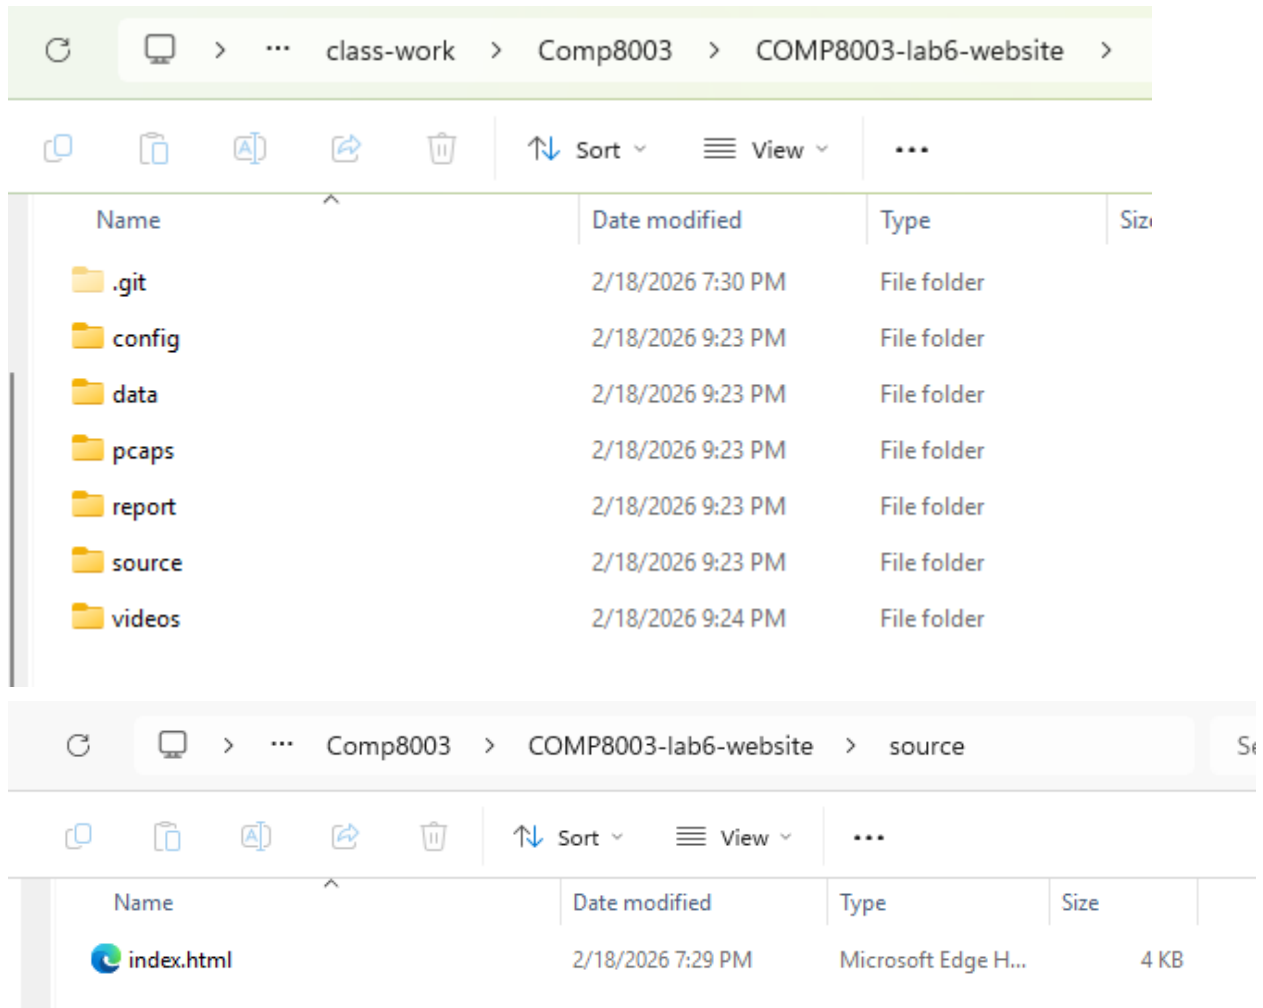 ··· class-work > Comp8003 > COMP8003-lab6-website >
Sort View ···
Name Date modified Type
.git 2/18/2026 7:30 PM File folder
config 2/18/2026 9:23 PM File folder
data 2/18/2026 9:23 PM File folder
pcaps 2/18/2026 9:23 PM File folder
report 2/18/2026 9:23 PM File folder
source 2/18/2026 9:23 PM File folder
videos 2/18/2026 9:24 PM File folder
··· Comp8003 > COMP8003-lab6-website > source
Sort View ···
Name Date modified Type Size
index.html 2/18/2026 7:29 PM Microsoft Edge H... 4 KB